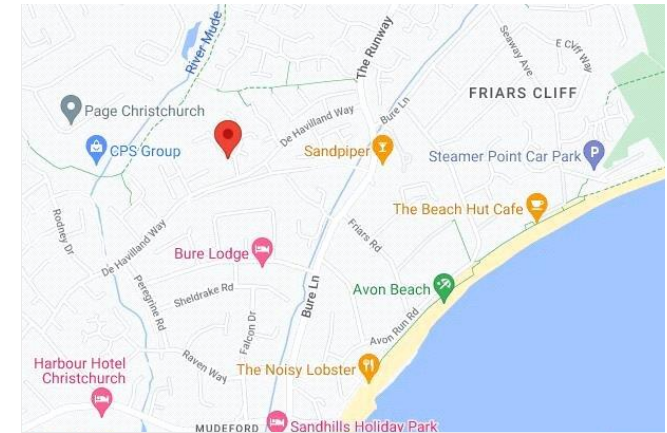 River Mude
The Runway
Seaway Ave
E Cliff Way
FRIARS CLIFF
Page Christchurch
De Havilland Way
Bure Ln
CPS Group
Sandpiper
Steamer Point Car Park
P
The Beach Hut Cafe
Rodney Dr
De Havilland Way
Friars Rd
Bure Lodge
Peregrine Rd
Sheldrake Rd
Bure Ln
Avon Beach
Falcon Dr
Avon Run Rd
Raven Way
Harbour Hotel
Christchurch
The Noisy Lobster
MUDEFORD
Sandhills Holiday Park